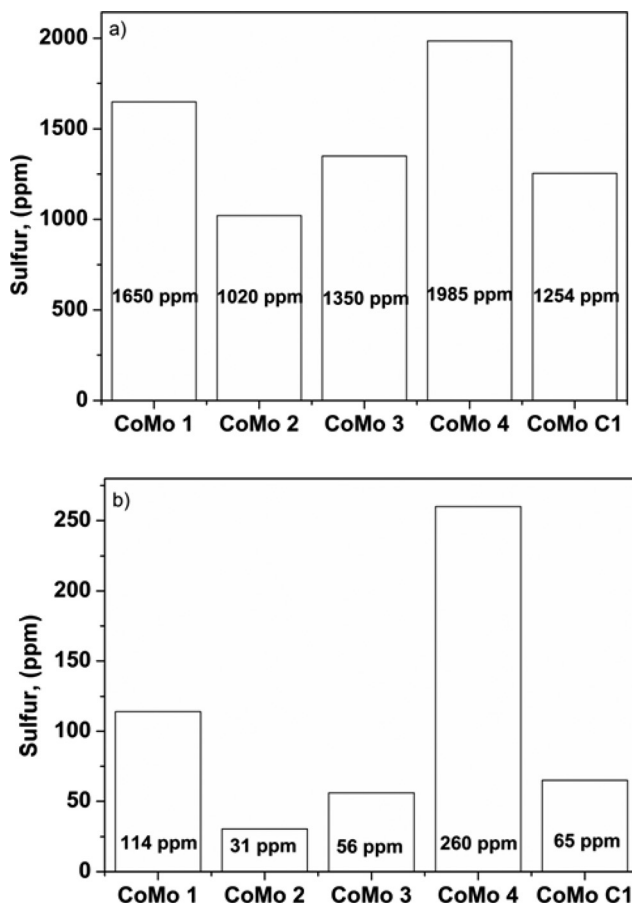 a)
2000
1500
1000
500
0
Sulfur, (ppm)
1650 ppm
1020 ppm
1350 ppm
1985 ppm
1254 ppm
CoMo 1
CoMo 2
CoMo 3
CoMo 4
CoMo C1
b)
250
200
150
100
50
0
Sulfur, (ppm)
114 ppm
31 ppm
56 ppm
260 ppm
65 ppm
CoMo 1
CoMo 2
CoMo 3
CoMo 4
CoMo C1